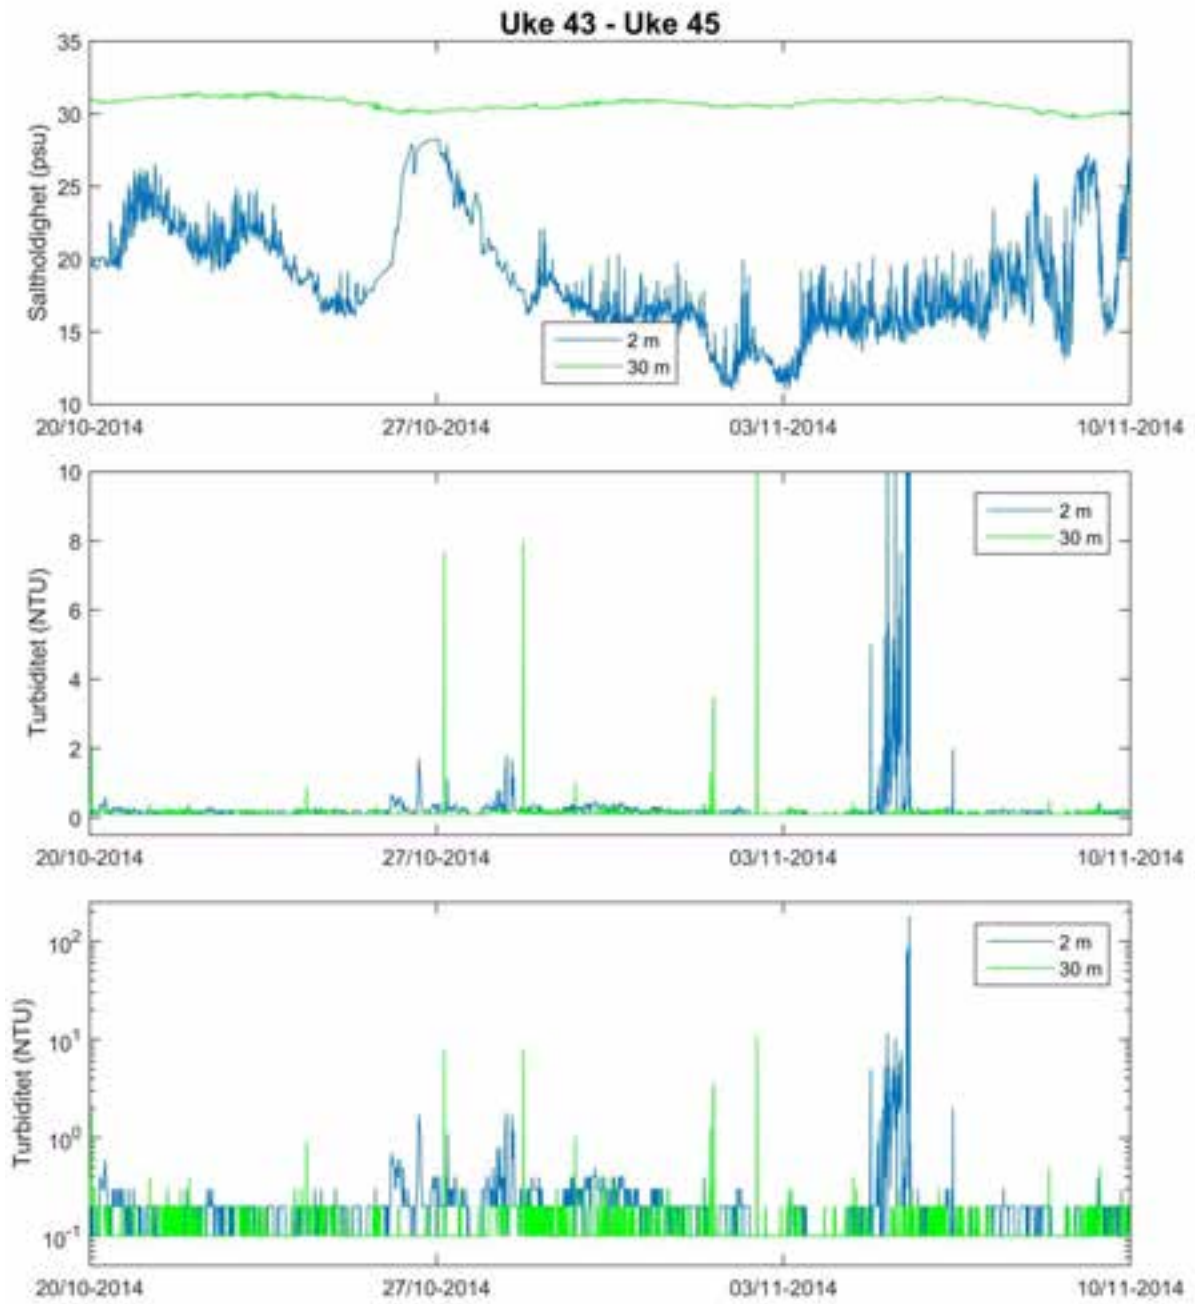 Uke 43 - Uke 45
35
30
25
20
15
10
Saltholdighet (psu)
2 m
30 m
20/10-2014 27/10-2014 03/11-2014 10/11-2014
10
8
6
4
2
0
Turbiditet (NTU)
2 m
30 m
20/10-2014 27/10-2014 03/11-2014 10/11-2014
10^2
10^1
10^0
10^-1
Turbiditet (NTU)
2 m
30 m
20/10-2014 27/10-2014 03/11-2014 10/11-2014